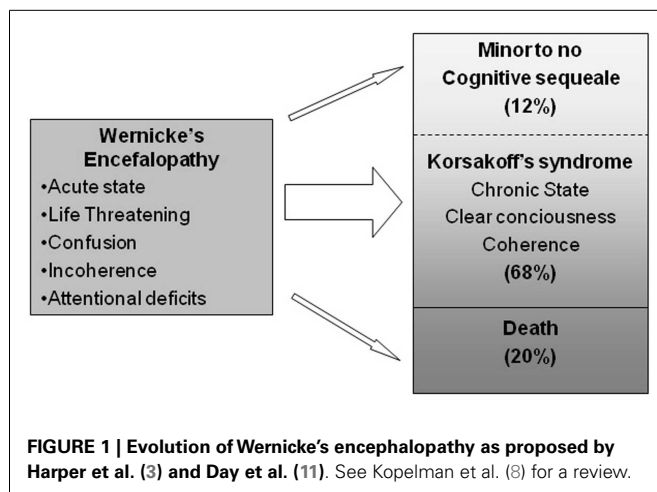 Wernicke's
Encefalopathy
•Acute state
•Life Threatening
•Confusion
•Incoherence
•Attentional deficits
Minor to no
Cognitive sequeale
(12%)
Korsakoff's syndrome
Chronic State
Clear conciousness
Coherence
(68%)
Death
(20%)
FIGURE 1 | Evolution of Wernicke's encephalopathy as proposed by
Harper et al. (3) and Day et al. (11). See Kopelman et al. (8) for a review.